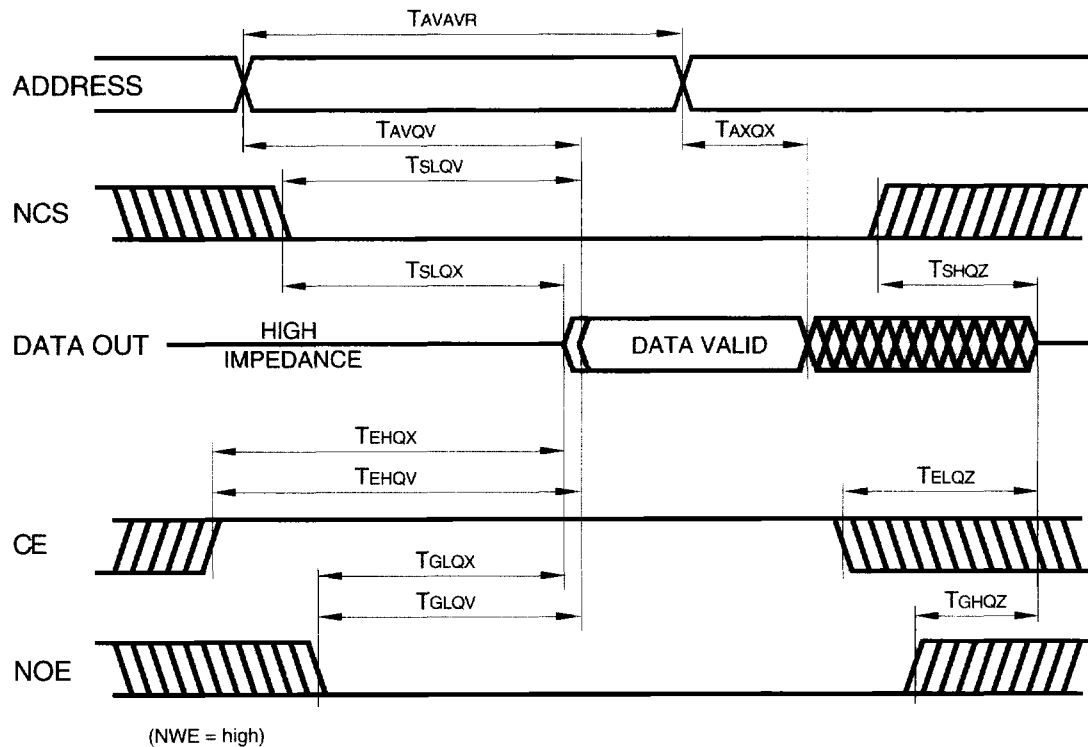 TAVAVR
ADDRESS
TAVQV
TAXQX
TSLQV
NCS
TSLQX
TSHQZ
DATA OUT
HIGH
IMPEDANCE
DATA VALID
TEHQX
TEHQV
TELQZ
CE
TGLQX
TGLQV
TGHQZ
NOE
(NWE = high)